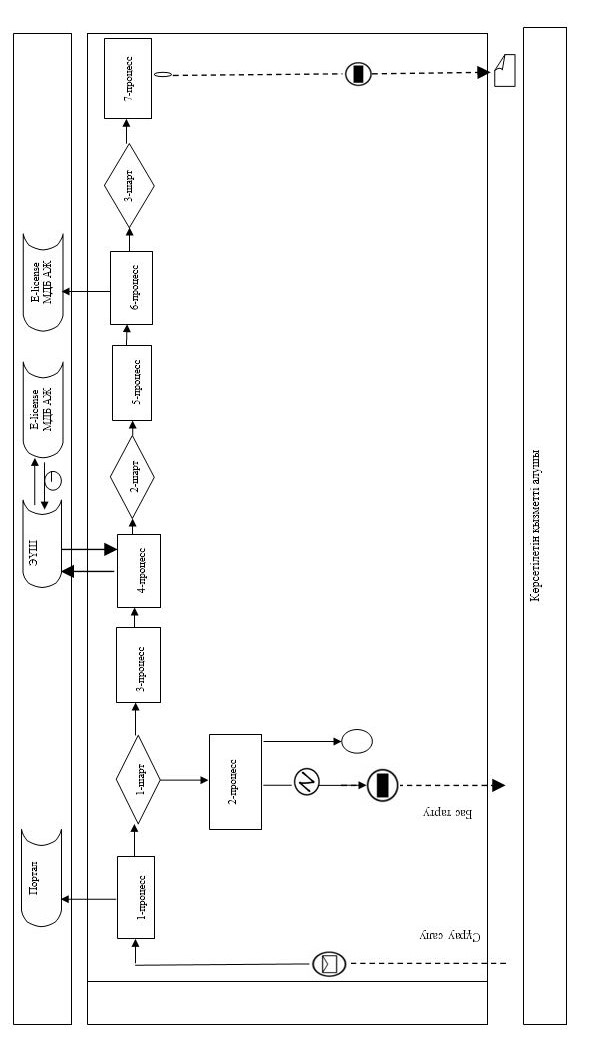 Портал
ЭҮШ
E-license
МДБ АЖ
E-license
МДБ АЖ
1-процесс
1-шарт
3-процесс
4-процесс
2-шарт
5-процесс
6-процесс
3-шарт
7-процесс
2-процесс
Сұрау салу
Бас тарту
Көрсетілетін қызметті алушы